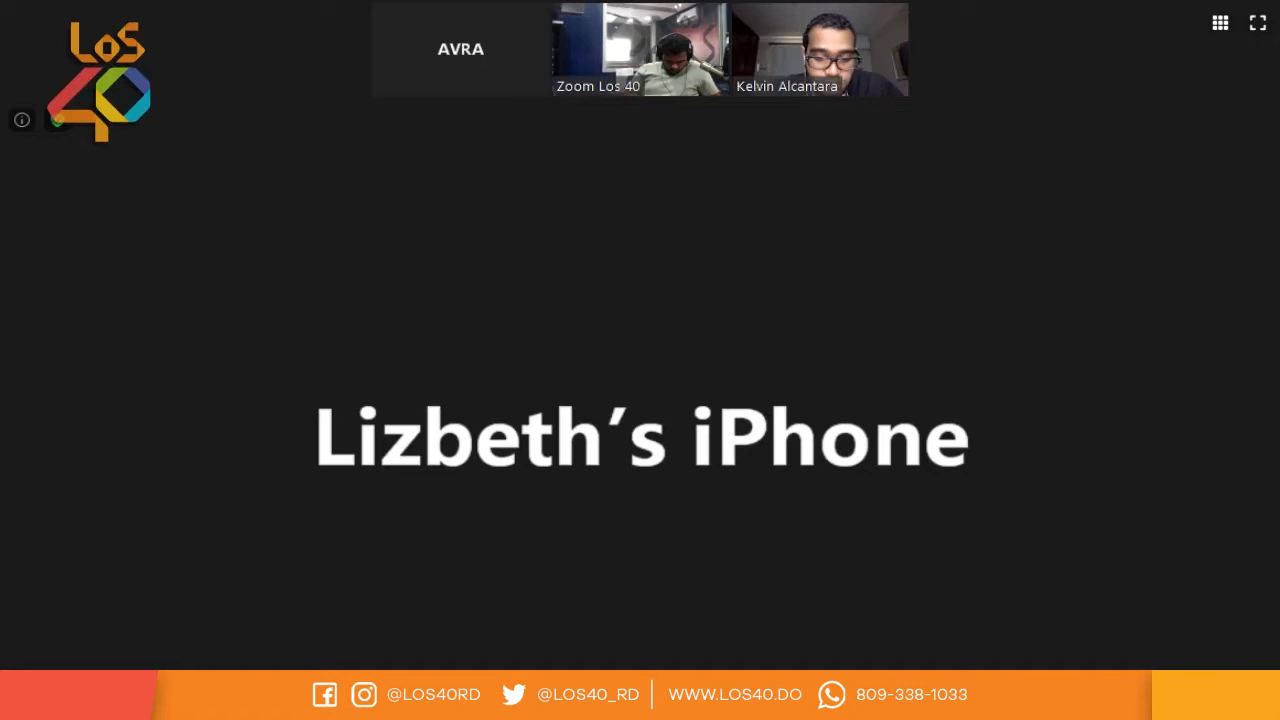 LOS
40
AVRA
Zoom Los 40
Kelvin Alcantara
Lizbeth's iPhone
@LOS40RD @LOS40_RD WWW.LOS40.DO 809-338-1033